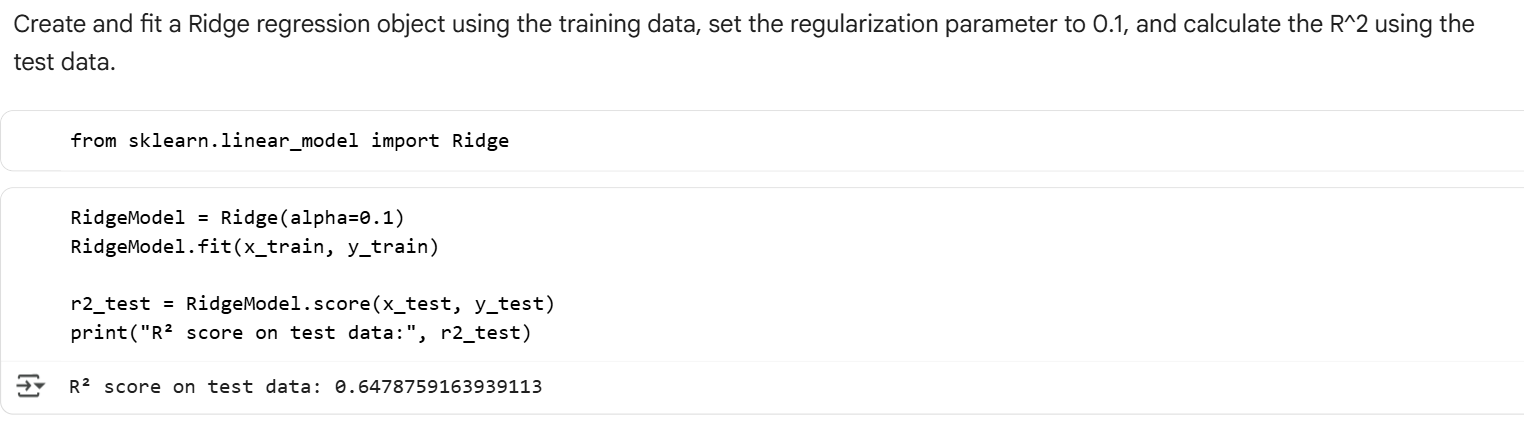 Create and fit a Ridge regression object using the training data, set the regularization parameter to 0.1, and calculate the R^2 using the
test data.
from sklearn.linear_model import Ridge
RidgeModel = Ridge(alpha=0.1)
RidgeModel.fit(x_train, y_train)
r2_test = RidgeModel.score(x_test, y_test)
print("R² score on test data:", r2_test)
R² score on test data: 0.6478759163939113